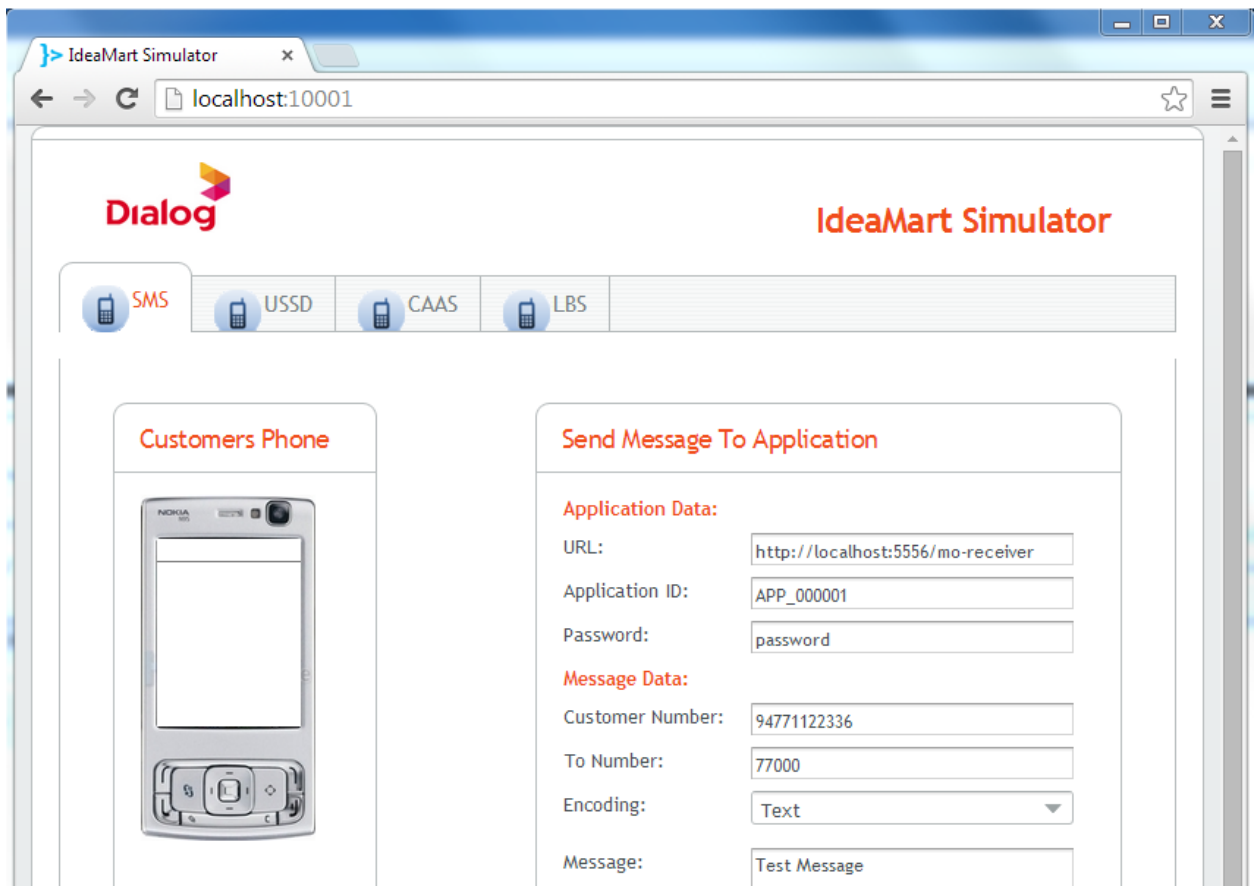 IdeaMart Simulator
localhost:10001
Dialog
IdeaMart Simulator
SMS USSD CAAS LBS
Customers Phone
NOKIA
Send Message To Application
Application Data:
URL: http://localhost:5556/mo-receiver
Application ID: APP_000001
Password: password
Message Data:
Customer Number: 94771122336
To Number: 77000
Encoding: Text
Message: Test Message